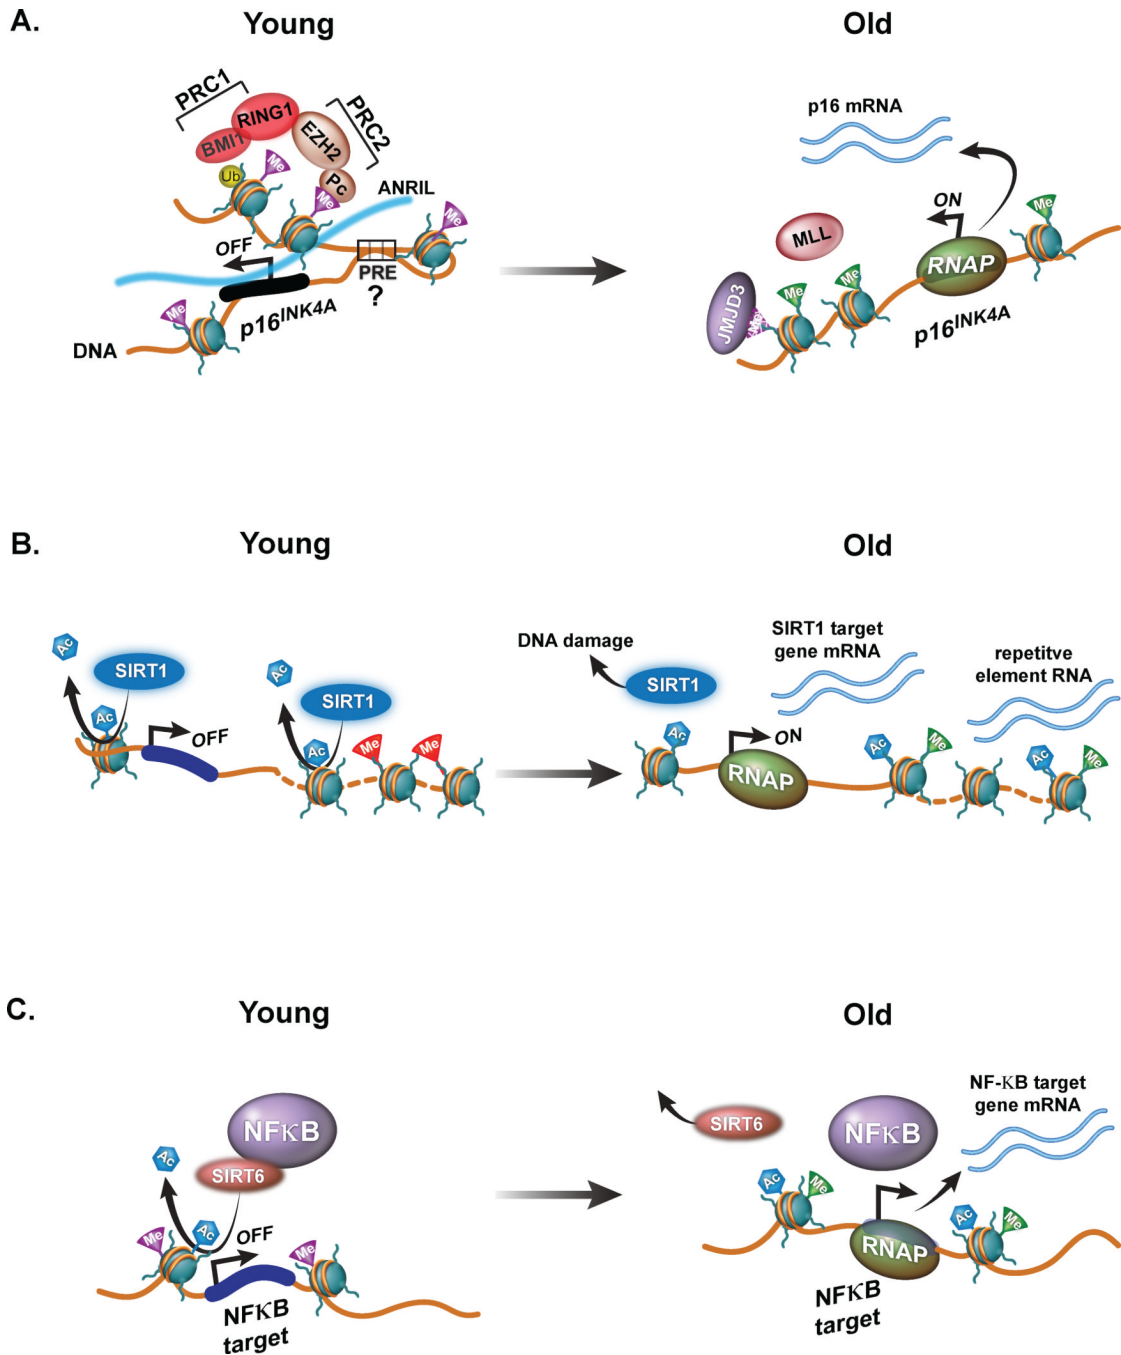 A.
Young
Old
PRC1
RING1
BMI1
EZH2
PRC2
Pc
Ub
Me
Me
ANRIL
Me
OFF
PRE
?
Me
p16INK4A
DNA
p16 mRNA
MLL
ON
Me
RNAP
JMJD3
Me
Me
Me
p16INK4A
B.
Young
Old
Ac
SIRT1
Ac
OFF
Ac
SIRT1
Ac
Me
Me
DNA damage
SIRT1
SIRT1 target
gene mRNA
repetitve
element RNA
Ac
ON
RNAP
Ac
Me
Ac
Me
C.
Young
Old
NFκB
SIRT6
Ac
Me
Ac
OFF
Me
NFκB
target
SIRT6
NFκB
NF-κB target
gene mRNA
Ac
Me
RNAP
Ac
Me
NFκB
target